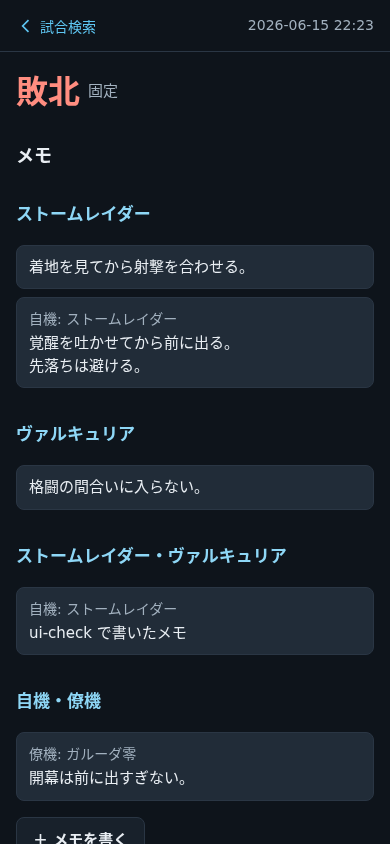 試合検索
2026-06-15 22:23
敗北 固定
メモ
ストームレイダー
着地を見てから射撃を合わせる。
自機: ストームレイダー
覚醒を吐かせてから前に出る。
先落ちは避ける。
ヴァルキュリア
格闘の間合いに入らない。
ストームレイダー・ヴァルキュリア
自機: ストームレイダー
ui-check で書いたメモ
自機・僚機
僚機: ガルーダ零
開幕は前に出すぎない。
＋ メモを書く